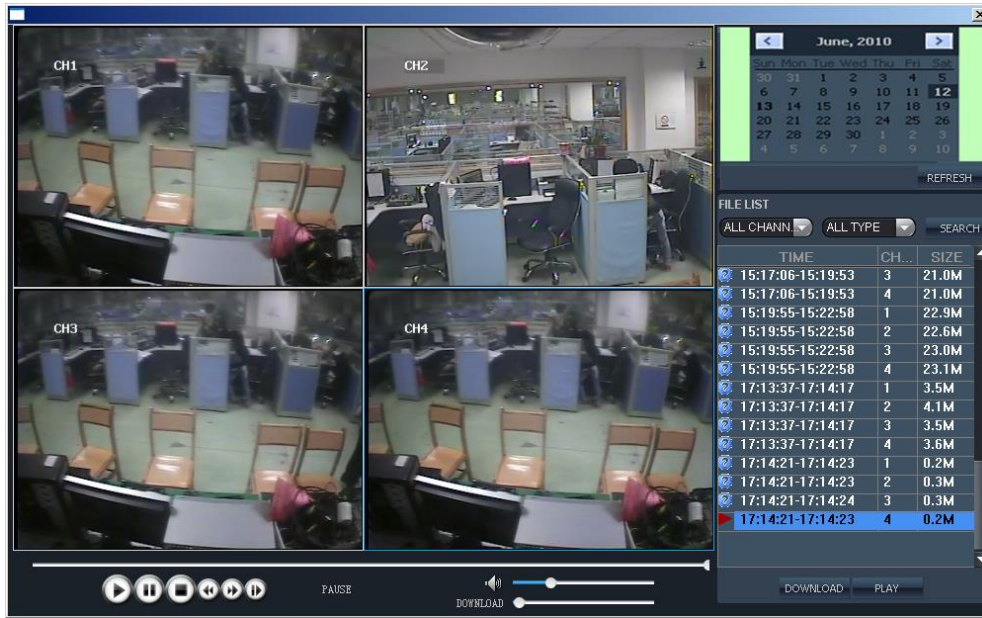 CH1
CH2
CH3
CH4
June, 2010
Sun Mon Tue Wed Thu Fri Sat
30 31 1 2 3 4 5
6 7 8 9 10 11 12
13 14 15 16 17 18 19
20 21 22 23 24 25 26
27 28 29 30 1 2 3
4 5 6 7 8 9 10
REFRESH
FILE LIST
ALL CHANN. ALL TYPE SEARCH
TIME CH... SIZE
15:17:06-15:19:53 3 21.0M
15:17:06-15:19:53 4 21.0M
15:19:55-15:22:58 1 22.9M
15:19:55-15:22:58 2 22.6M
15:19:55-15:22:58 3 23.0M
15:19:55-15:22:58 4 23.1M
17:13:37-17:14:17 1 3.5M
17:13:37-17:14:17 2 4.1M
17:13:37-17:14:17 3 3.5M
17:13:37-17:14:17 4 3.6M
17:14:21-17:14:23 1 0.2M
17:14:21-17:14:23 2 0.3M
17:14:21-17:14:24 3 0.3M
17:14:21-17:14:23 4 0.2M
PAUSE
DOWNLOAD
DOWNLOAD PLAY